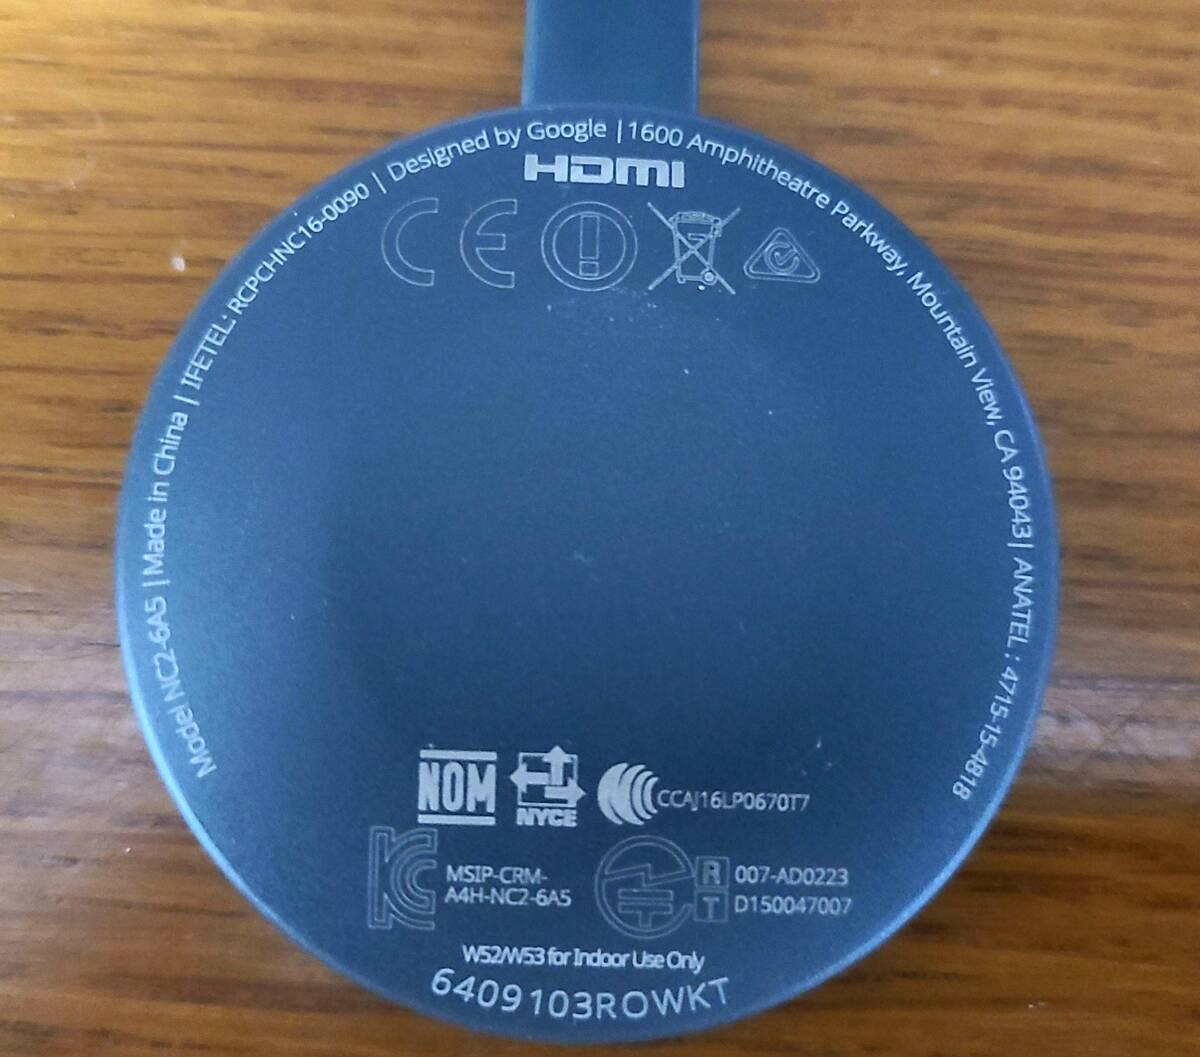 Model NC2-6A5 | Made in China | IFETEL: RCPCHNC16-0090 | Designed by Google | 1600 Amphitheatre Parkway, Mountain View, CA 94043 | ANATEL : 4715-15-4818
HDMI
CE
NOM
NYCE
CCAJ16LP0670T7
MSIP-CRM-
A4H-NC2-6A5
R 007-AD0223
T D150047007
W52/W53 for Indoor Use Only
6409103ROWKT